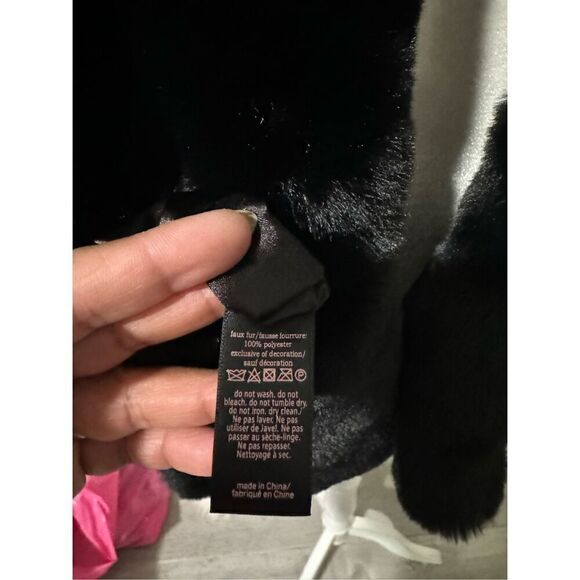 faux fur/fausse fourrure:
100% polyester
exclusive of decoration/
sauf décoration
do not wash. do not
bleach. do not tumble dry.
do not iron. dry clean./
Ne pas laver. Ne pas
utiliser de Javel. Ne pas
passer au sèche-linge.
Ne pas repasser.
Nettoyage à sec.
made in China/
fabriqué en Chine